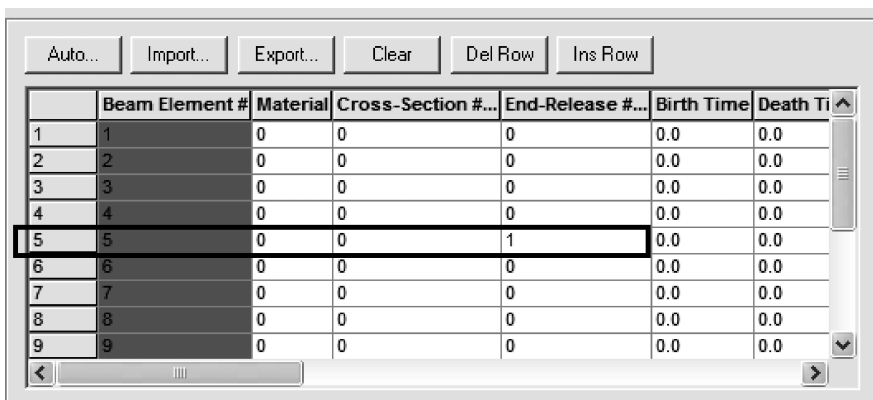 Auto... Import... Export... Clear Del Row Ins Row
Beam Element # Material Cross-Section #... End-Release #... Birth Time Death Ti
1 1 0 0 0 0.0 0.0
2 2 0 0 0 0.0 0.0
3 3 0 0 0 0.0 0.0
4 4 0 0 0 0.0 0.0
5 5 0 0 1 0.0 0.0
6 6 0 0 0 0.0 0.0
7 7 0 0 0 0.0 0.0
8 8 0 0 0 0.0 0.0
9 9 0 0 0 0.0 0.0